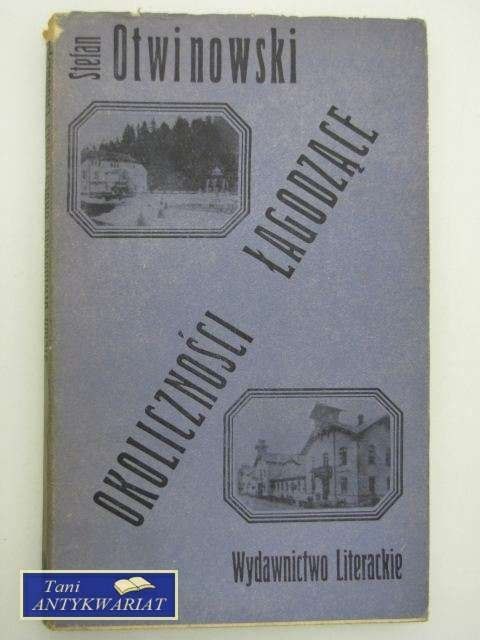 Stefan Otwinowski
OKOLICZNOŚCI ŁAGODZĄCE
Wydawnictwo Literackie
Tani
ANTYKWARIAT